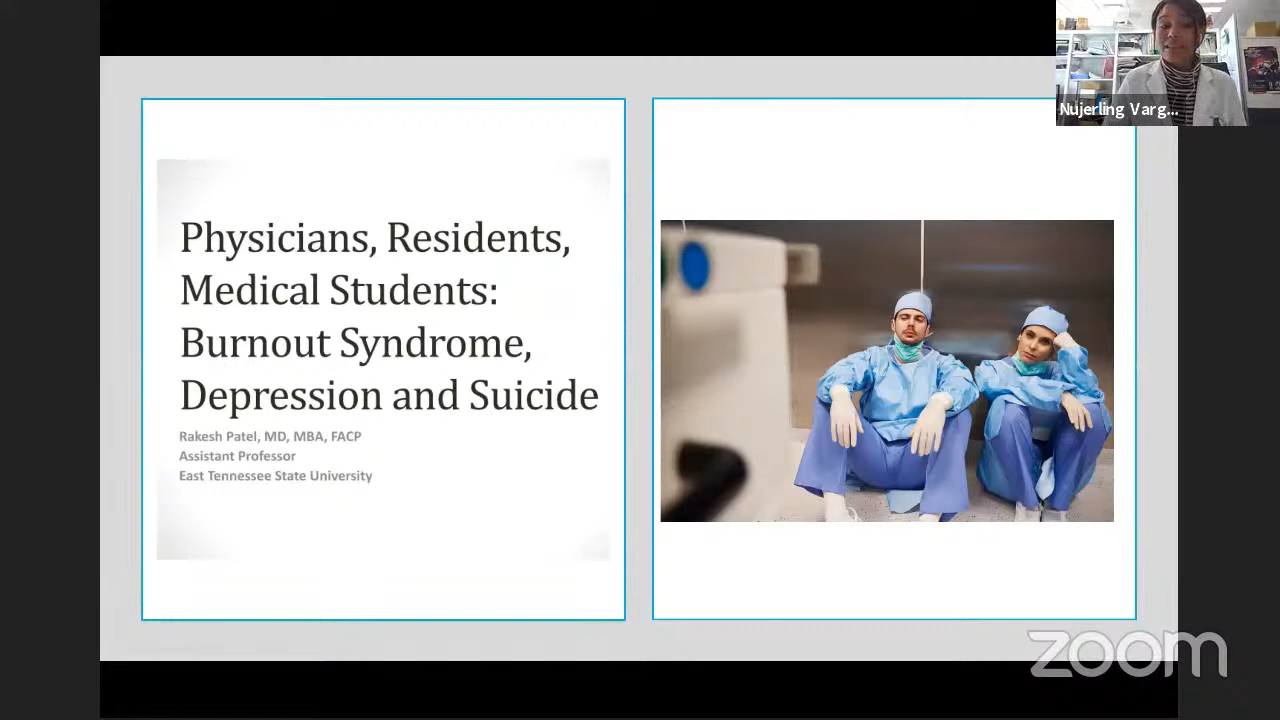 Physicians, Residents,
Medical Students:
Burnout Syndrome,
Depression and Suicide
Rakesh Patel, MD, MBA, FACP
Assistant Professor
East Tennessee State University
Nujerling Varg...
zoom